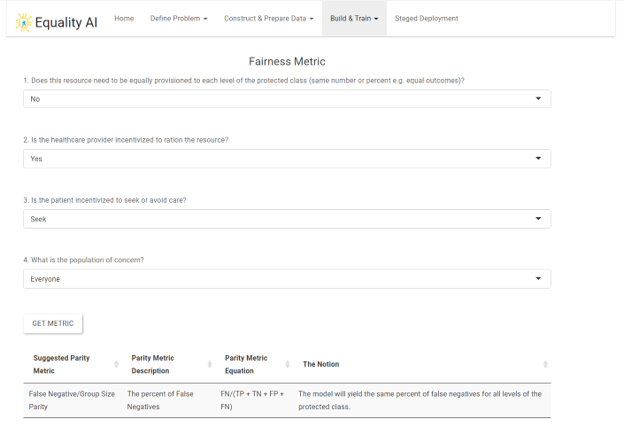 Equality AI
Home Define Problem Construct & Prepare Data Build & Train Staged Deployment
Fairness Metric
1. Does this resource need to be equally provisioned to each level of the protected class (same number or percent e.g. equal outcomes)?
No
2. Is the healthcare provider incentivized to ration the resource?
Yes
3. Is the patient incentivized to seek or avoid care?
Seek
4. What is the population of concern?
Everyone
GET METRIC
Suggested Parity Metric
Parity Metric Description
Parity Metric Equation
The Notion
False Negative/Group Size Parity
The percent of False Negatives
FN/(TP + TN + FP + FN)
The model will yield the same percent of false negatives for all levels of the protected class.